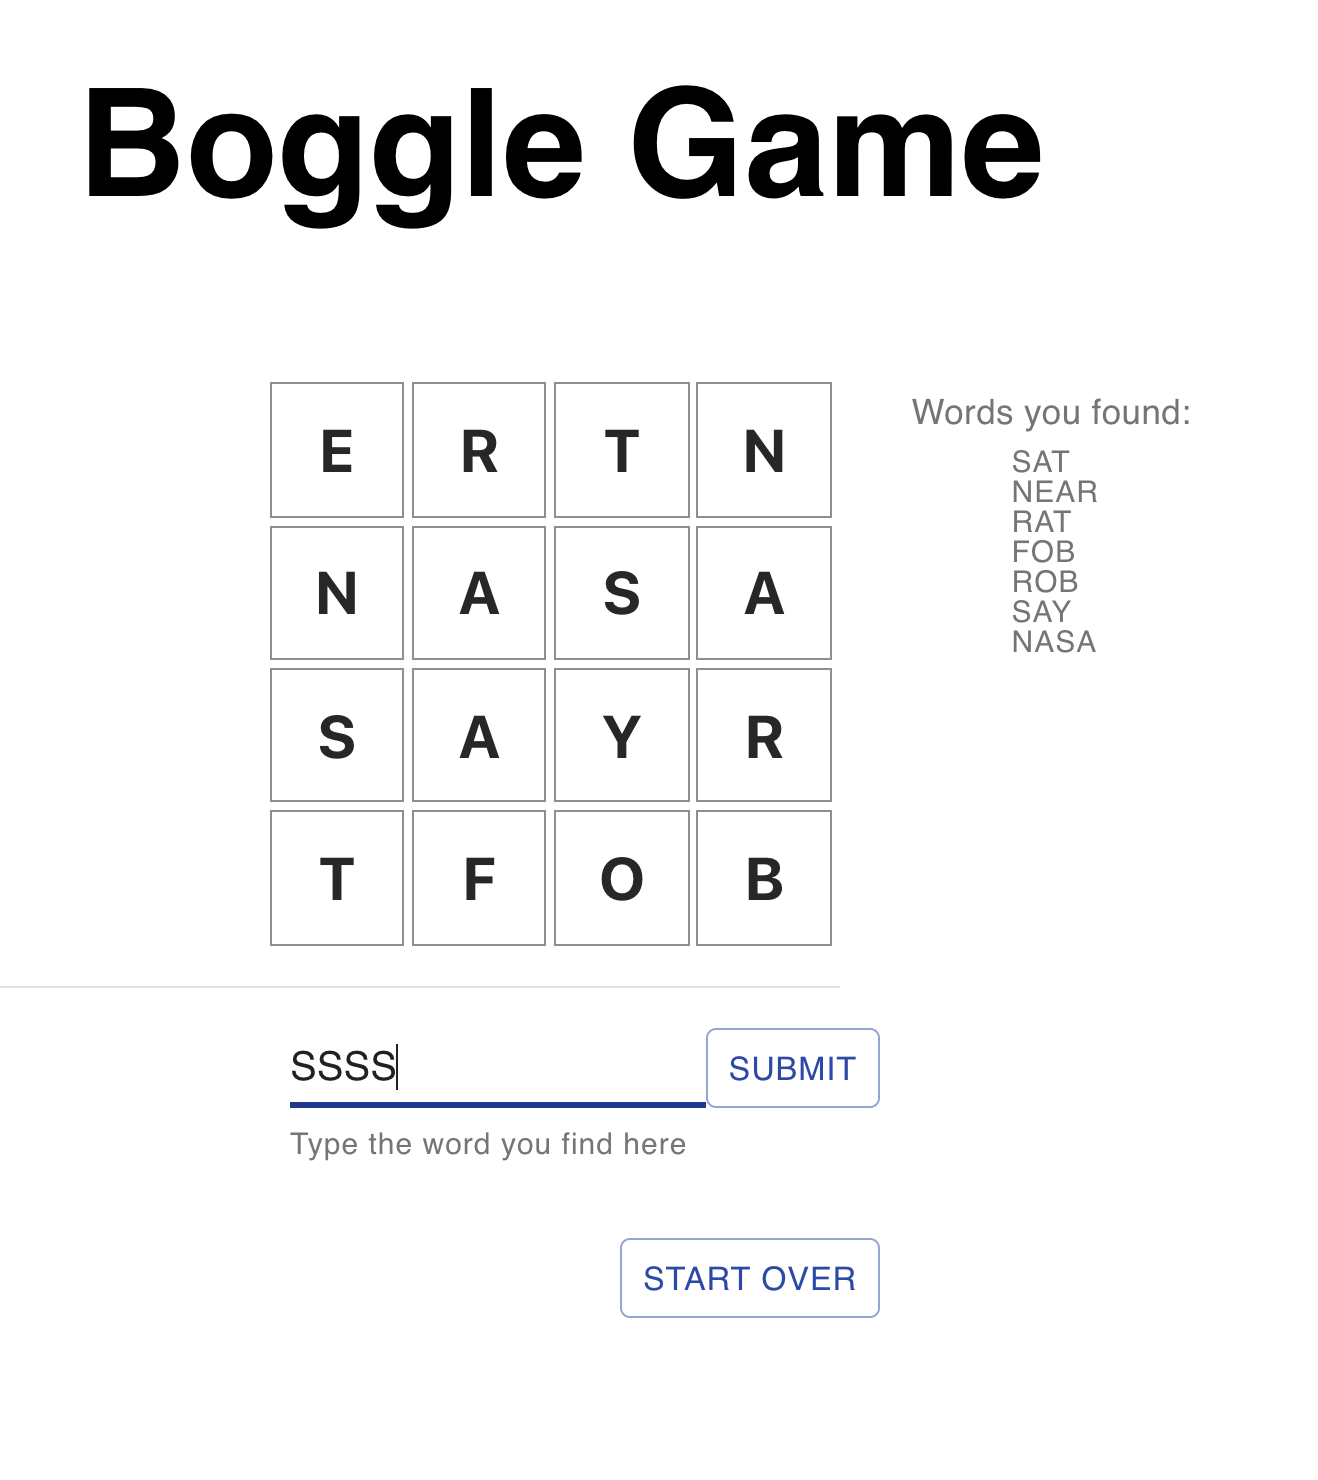 Boggle Game
E R T N
N A S A
S A Y R
T F O B
Words you found:
SAT
NEAR
RAT
FOB
ROB
SAY
NASA
SSSS
SUBMIT
Type the word you find here
START OVER